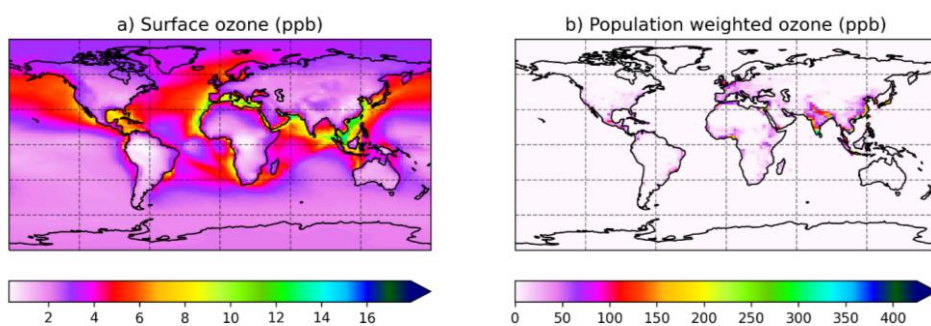 a) Surface ozone (ppb)
b) Population weighted ozone (ppb)
2 4 6 8 10 12 14 16
0 50 100 150 200 250 300 350 400